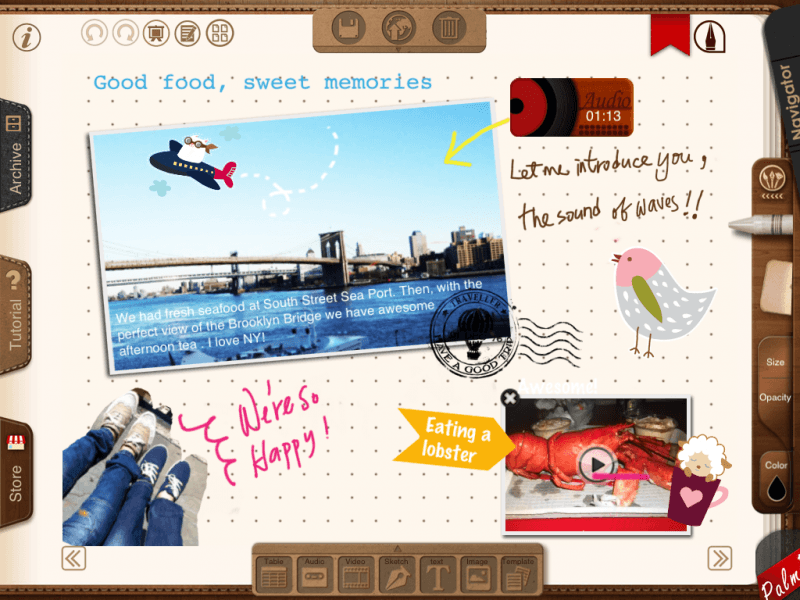 Good food, sweet memories
Audio
01:13
Let me introduce you,
the sound of waves!!
Navigator
Archive
Tutorial
Store
We had fresh seafood at South Street Sea Port. Then, with the
perfect view of the Brooklyn Bridge we have awesome
afternoon tea . I love NY!
TRAVELLER
HAVE A GOOD TRIP
Awesome!
We're so
Happy!
Eating a
lobster
Size
Opacity
Color
Table
Audio
Video
Sketch
text
Image
Template
Palm